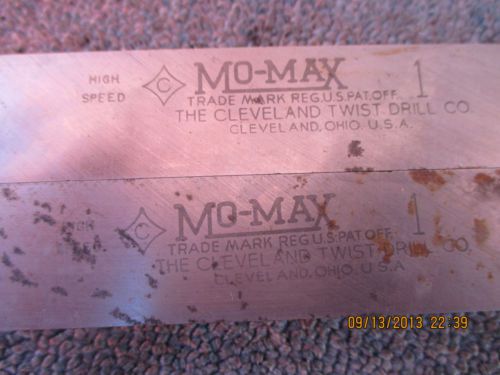 HIGH
SPEED
C
MO-MAX
1
TRADE MARK REG.U.S.PAT.OFF.
THE CLEVELAND TWIST DRILL CO.
CLEVELAND, OHIO, U.S.A.
C
MO-MAX
1
TRADE MARK REG.U.S.PAT.OFF.
THE CLEVELAND TWIST DRILL CO.
CLEVELAND, OHIO. U.S.A
09/13/2013 22:39